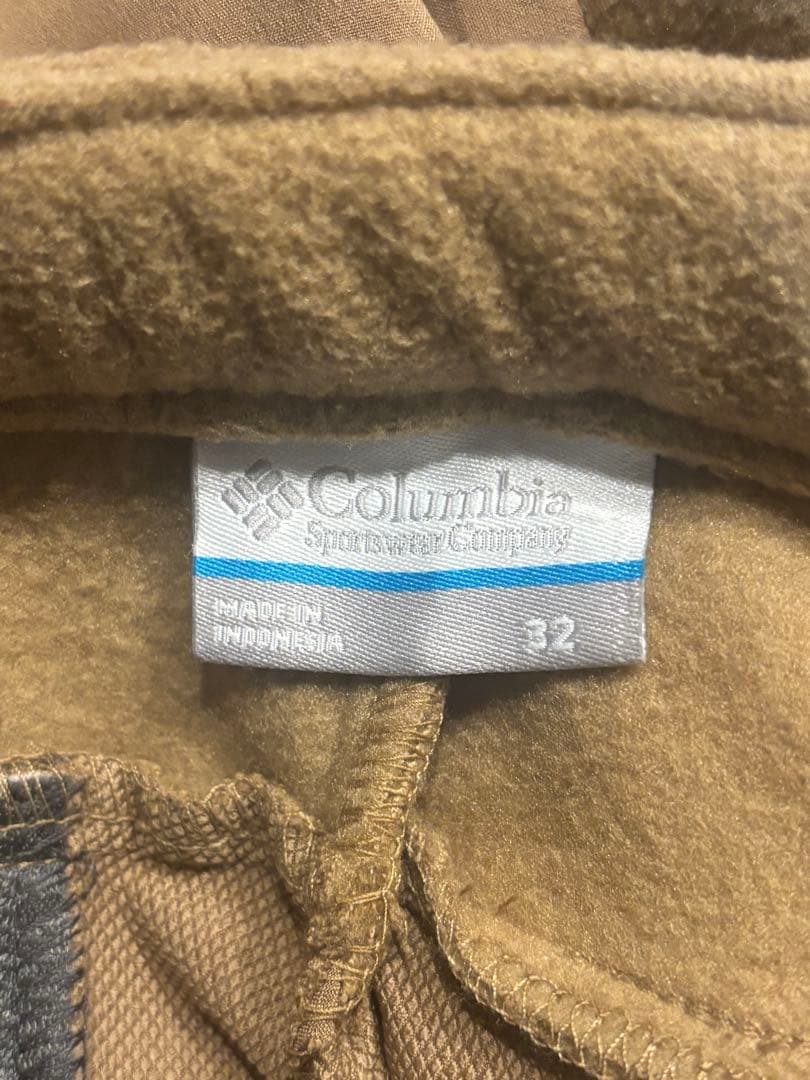 Columbia
Sportswear Company
MADE IN
INDONESIA
32